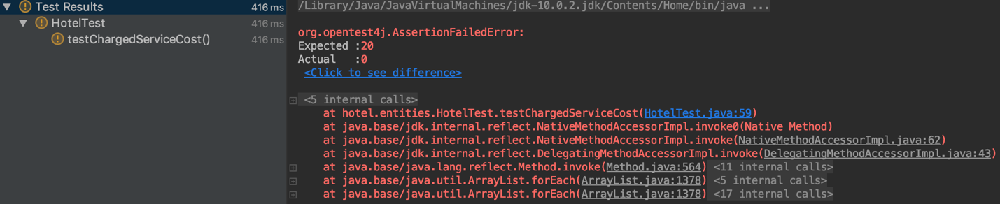 Test Results 416 ms
HotelTest 416 ms
testChargedServiceCost() 416 ms
/Library/Java/JavaVirtualMachines/jdk-10.0.2.jdk/Contents/Home/bin/java ...
org.opentest4j.AssertionFailedError:
Expected :20
Actual :0
<Click to see difference>
<5 internal calls>
at hotel.entities.HotelTest.testChargedServiceCost(HotelTest.java:59)
at java.base/jdk.internal.reflect.NativeMethodAccessorImpl.invoke0(Native Method)
at java.base/jdk.internal.reflect.NativeMethodAccessorImpl.invoke(NativeMethodAccessorImpl.java:62)
at java.base/jdk.internal.reflect.DelegatingMethodAccessorImpl.invoke(DelegatingMethodAccessorImpl.java:43)
at java.base/java.lang.reflect.Method.invoke(Method.java:564) <11 internal calls>
at java.base/java.util.ArrayList.forEach(ArrayList.java:1378) <5 internal calls>
at java.base/java.util.ArrayList.forEach(ArrayList.java:1378) <17 internal calls>